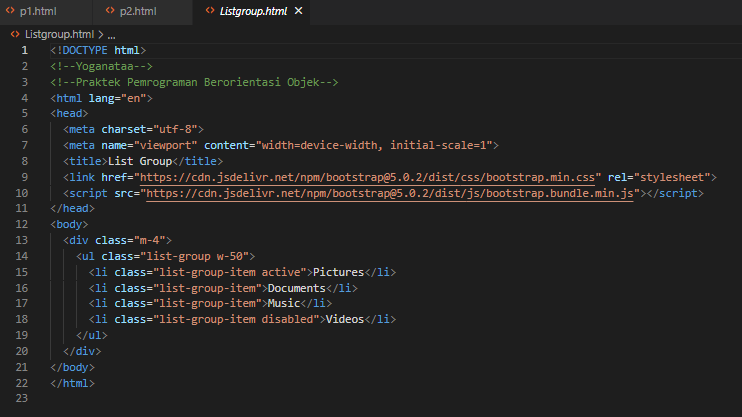 p1.html p2.html Listgroup.html
Listgroup.html > ...
1 <!DOCTYPE html>
2 <!--Yoganataa-->
3 <!--Praktek Pemrograman Berorientasi Objek-->
4 <html lang="en">
5 <head>
6 <meta charset="utf-8">
7 <meta name="viewport" content="width=device-width, initial-scale=1">
8 <title>List Group</title>
9 <link href="https://cdn.jsdelivr.net/npm/bootstrap@5.0.2/dist/css/bootstrap.min.css" rel="stylesheet">
10 <script src="https://cdn.jsdelivr.net/npm/bootstrap@5.0.2/dist/js/bootstrap.bundle.min.js"></script>
11 </head>
12 <body>
13 <div class="m-4">
14 <ul class="list-group w-50">
15 <li class="list-group-item active">Pictures</li>
16 <li class="list-group-item">Documents</li>
17 <li class="list-group-item">Music</li>
18 <li class="list-group-item disabled">Videos</li>
19 </ul>
20 </div>
21 </body>
22 </html>
23